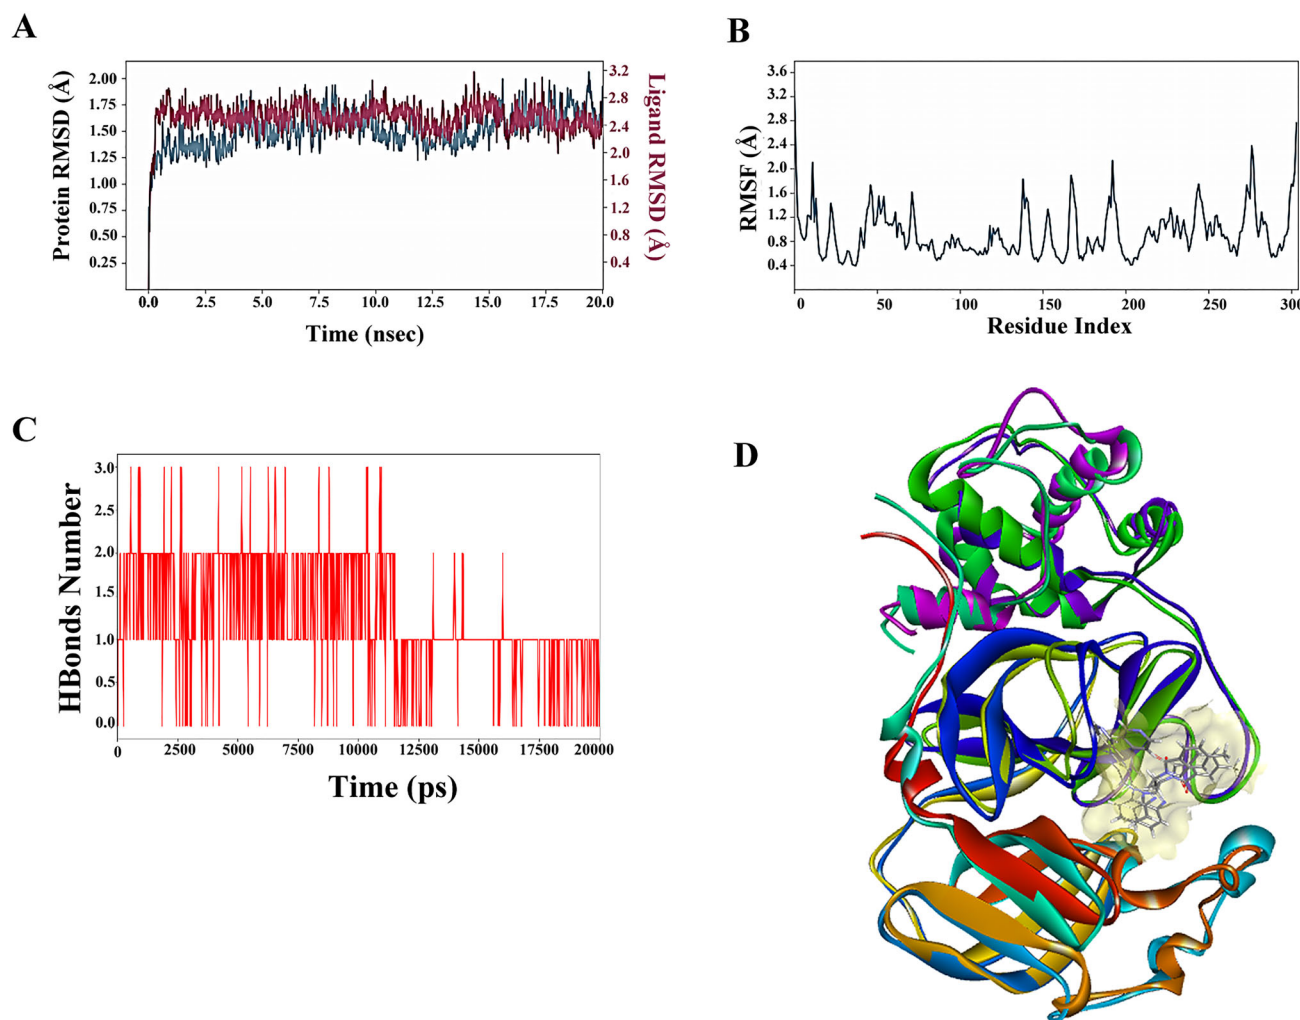 A
Protein RMSD (Å)
2.00
1.75
1.50
1.25
1.00
0.75
0.50
0.25
3.2
2.8
2.4
2.0
1.6
1.2
0.8
0.4
Ligand RMSD (Å)
0.0 2.5 5.0 7.5 10.0 12.5 15.0 17.5 20.0
Time (nsec)
B
RMSF (Å)
3.6
3.2
2.8
2.4
2.0
1.6
1.2
0.8
0.4
0 50 100 150 200 250 300
Residue Index
C
HBonds Number
3.0
2.5
2.0
1.5
1.0
0.5
0.0
0 2500 5000 7500 10000 12500 15000 17500 20000
Time (ps)
D